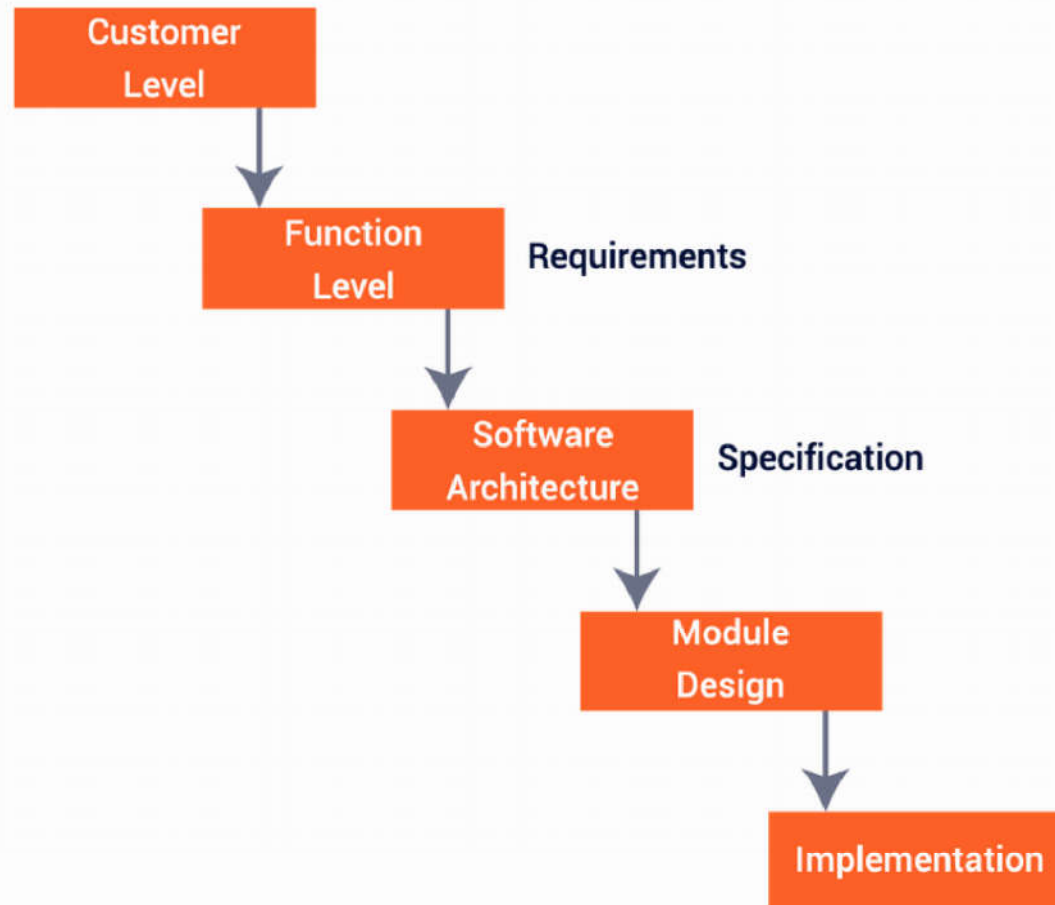 Customer
Level
Function
Level
Requirements
Software
Architecture
Specification
Module
Design
Implementation